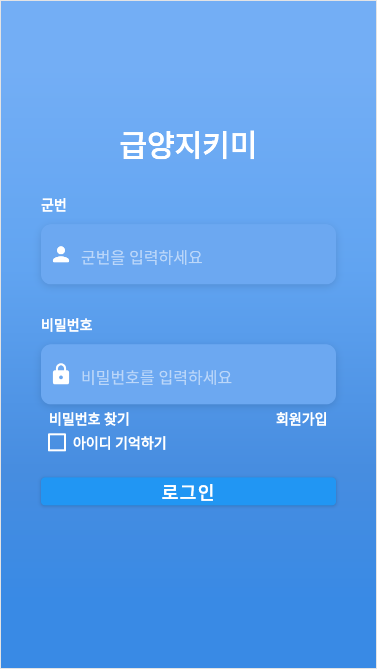 급양지키미
군번
군번을 입력하세요
비밀번호
비밀번호를 입력하세요
비밀번호 찾기 회원가입
아이디 기억하기
로그인